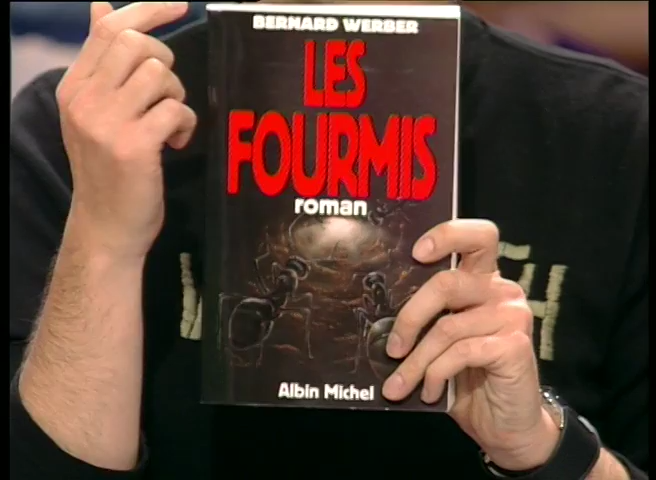 BERNARD WERBER
LES
FOURMIS
roman
Albin Michel